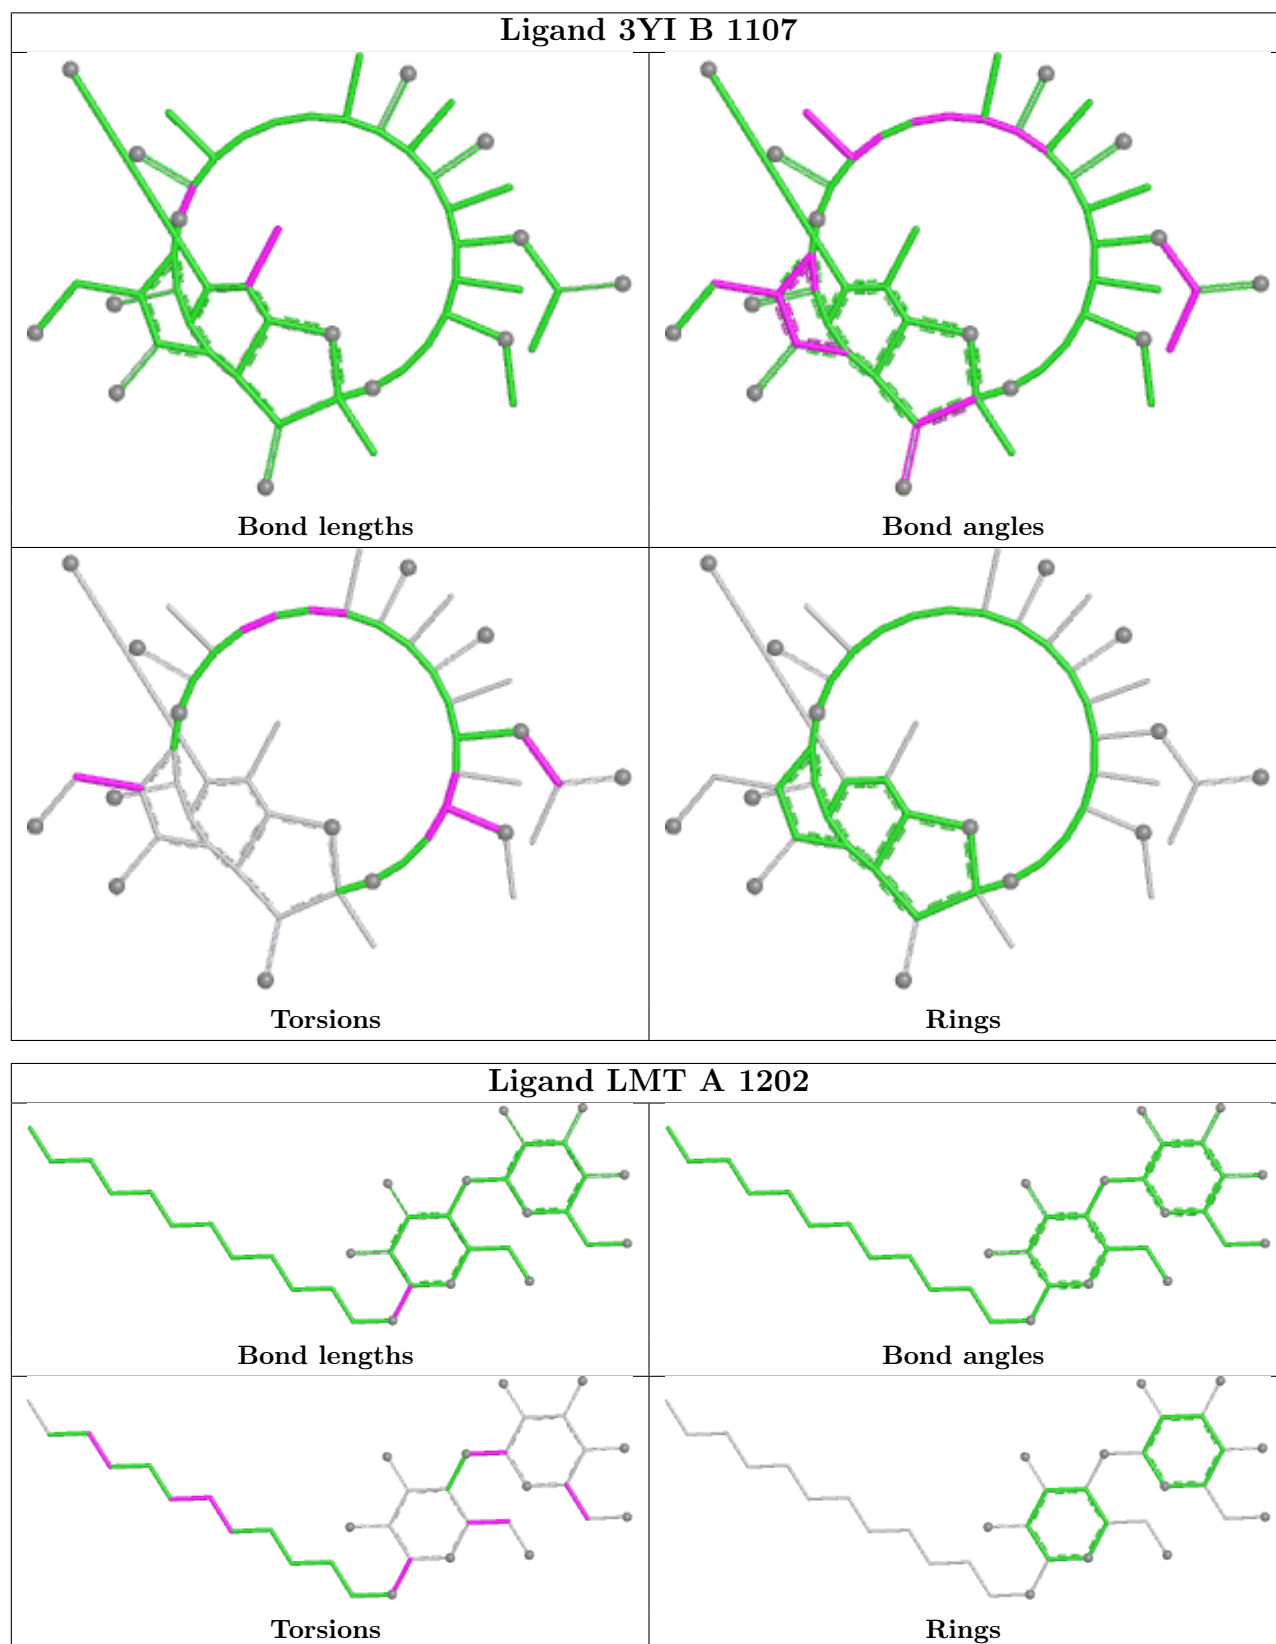 Ligand 3YI B 1107
Bond lengths
Bond angles
Torsions
Rings
Ligand LMT A 1202
Bond lengths
Bond angles
Torsions
Rings